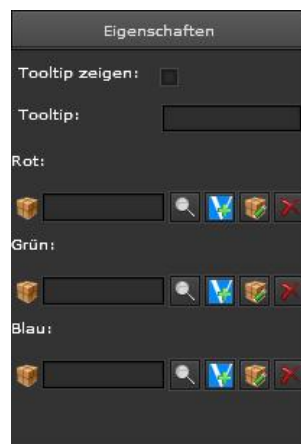 Eigenschaften
Tooltip zeigen:
Tooltip:
Rot:
Grün:
Blau: